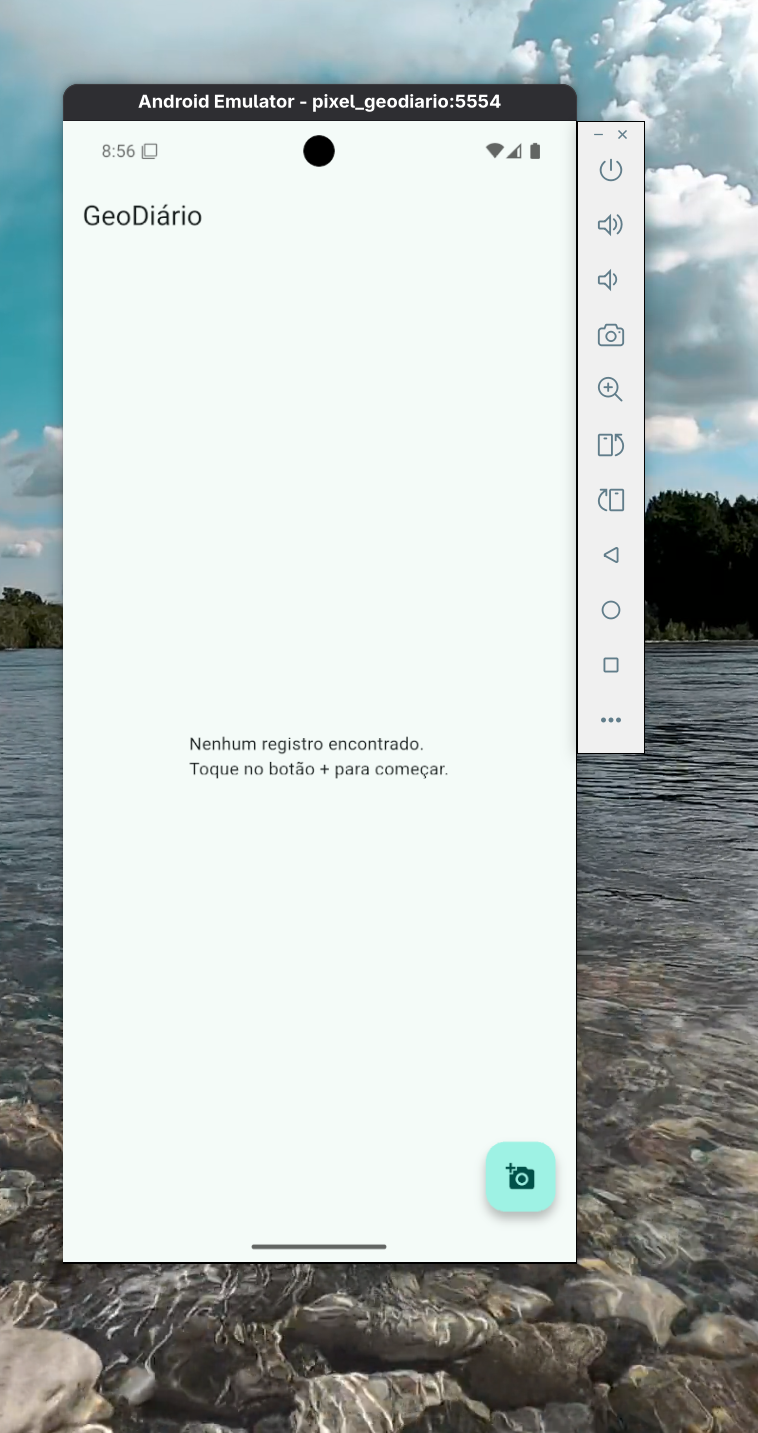 Android Emulator - pixel_geodiario:5554
8:56
GeoDiário
Nenhum registro encontrado.
Toque no botão + para começar.